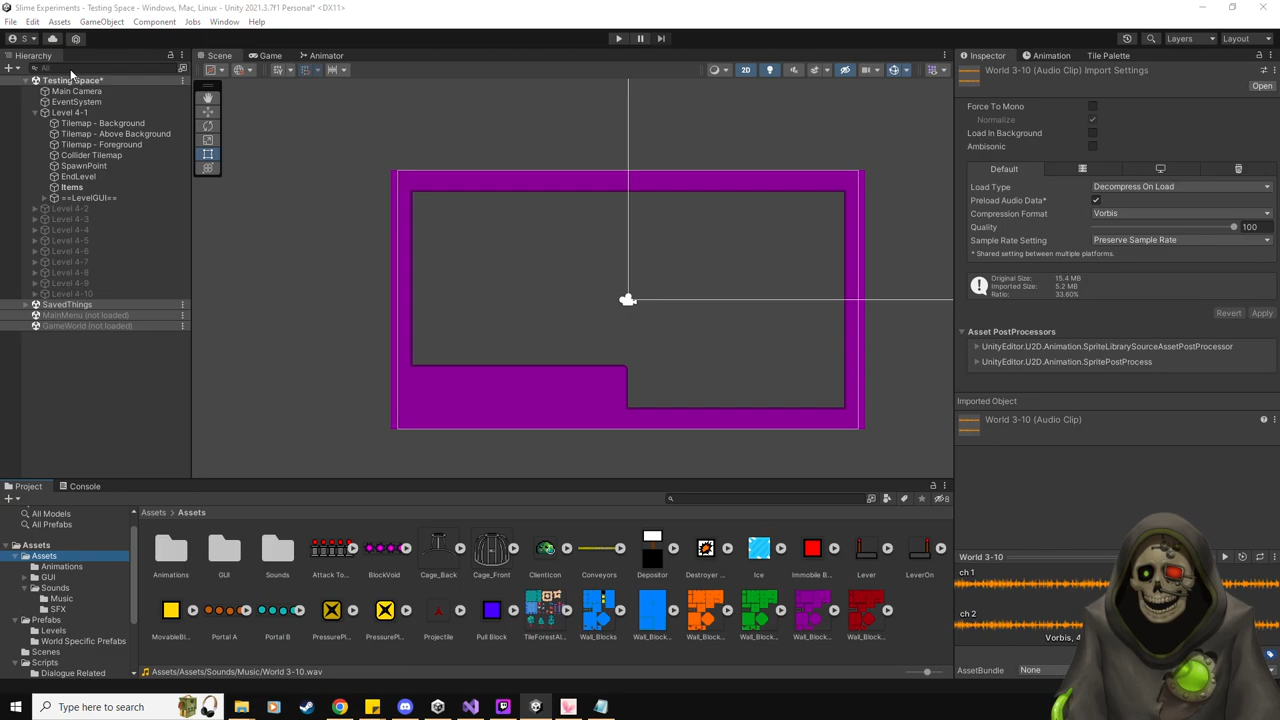 Slime Experiments - Testing Space - Windows, Mac, Linux - Unity 2021.3.7f1 Personal* <DX11>
File Edit Assets GameObject Component Jobs Window Help
S Layers Layout
Hierarchy Scene Game Animator Inspector Animation Tile Palette
All 2D
World 3-10 (Audio Clip) Import Settings
Open
Testing Space*
Main Camera
EventSystem
Level 4-1
Tilemap - Background
Tilemap - Above Background
Tilemap - Foreground
Collider Tilemap
SpawnPoint
EndLevel
Items
==LevelGUI==
Level 4-2
Level 4-3
Level 4-4
Level 4-5
Level 4-6
Level 4-7
Level 4-8
Level 4-9
Level 4-10
SavedThings
MainMenu (not loaded)
GameWorld (not loaded)
Force To Mono
Normalize
Load In Background
Ambisonic
Default
Load Type Decompress On Load
Preload Audio Data*
Compression Format Vorbis
Quality 100
Sample Rate Setting Preserve Sample Rate
* Shared setting between multiple platforms.
Original Size: 15.4 MB
Imported Size: 5.2 MB
Ratio: 33.60%
Revert Apply
Asset PostProcessors
UnityEditor.U2D.Animation.SpriteLibrarySourceAssetPostProcessor
UnityEditor.U2D.Animation.SpritePostProcess
Imported Object
World 3-10 (Audio Clip)
Project Console
8
All Models
All Prefabs
Assets
Assets
Animations
GUI
Sounds
Music
SFX
Prefabs
Levels
World Specific Prefabs
Scenes
Scripts
Dialogue Related
Assets > Assets
Animations GUI Sounds Attack To... BlockVoid Cage_Back Cage_Front ClientIcon Conveyors Depositor Destroyer ... Ice Immobile B... Lever LeverOn
MovableBl... Portal A Portal B PressurePl... PressurePl... Projectile Pull Block TileForestAl... Wall_Blocks Wall_Block... Wall_Block... Wall_Block... Wall_Block... Wall_Block...
Assets/Assets/Sounds/Music/World 3-10.wav
World 3-10
ch 1
ch 2
Vorbis, 4
AssetBundle None
Type here to search